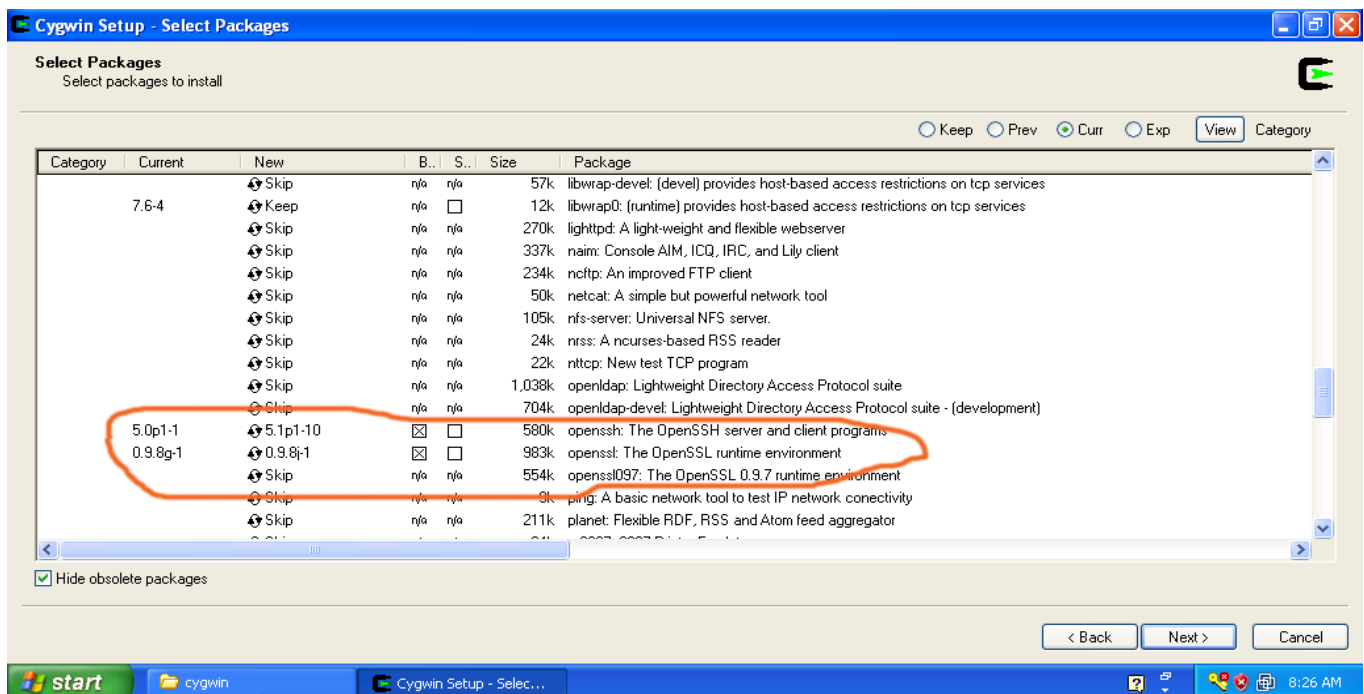 Cygwin Setup - Select Packages
Select Packages
Select packages to install
Keep Prev Curr Exp View Category
Category Current New B.. S.. Size Package
Skip n/a n/a 57k libwrap-devel: (devel) provides host-based access restrictions on tcp services
7.6-4 Keep n/a 12k libwrap0: (runtime) provides host-based access restrictions on tcp services
Skip n/a n/a 270k lighttpd: A light-weight and flexible webserver
Skip n/a n/a 337k naim: Console AIM, ICQ, IRC, and Lily client
Skip n/a n/a 234k ncftp: An improved FTP client
Skip n/a n/a 50k netcat: A simple but powerful network tool
Skip n/a n/a 105k nfs-server: Universal NFS server.
Skip n/a n/a 24k nrss: A ncurses-based RSS reader
Skip n/a n/a 22k nttcp: New test TCP program
Skip n/a n/a 1,038k openldap: Lightweight Directory Access Protocol suite
Skip n/a n/a 704k openldap-devel: Lightweight Directory Access Protocol suite - (development)
5.0p1-1 5.1p1-10 580k openssh: The OpenSSH server and client programs
0.9.8g-1 0.9.8j-1 983k openssl: The OpenSSL runtime environment
Skip n/a n/a 554k openssl097: The OpenSSL 0.9.7 runtime environment
Skip n/a n/a 9k ping: A basic network tool to test IP network conectivity
Skip n/a n/a 211k planet: Flexible RDF, RSS and Atom feed aggregator
Hide obsolete packages
< Back Next > Cancel
start cygwin Cygwin Setup - Selec... 8:26 AM